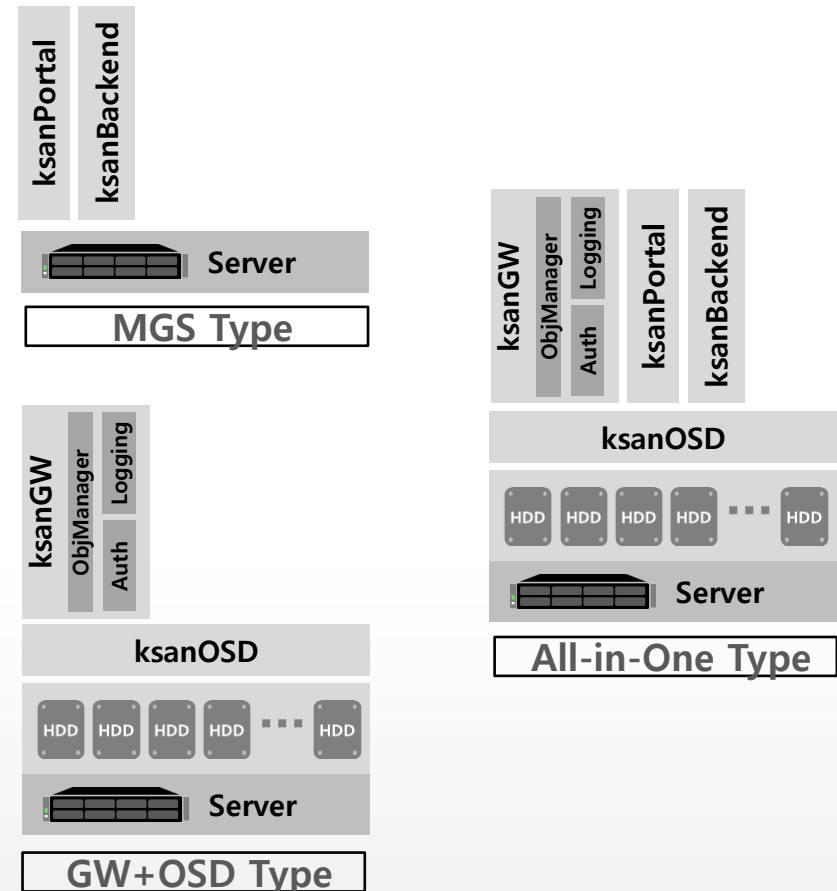 ksanPortal
ksanBackend
Server
MGS Type
ksanGW
ObjManager
Logging
Auth
ksanOSD
HDD HDD HDD HDD HDD
Server
GW+OSD Type
ksanGW
ObjManager
Logging
Auth
ksanPortal
ksanBackend
ksanOSD
HDD HDD HDD HDD HDD
Server
All-in-One Type